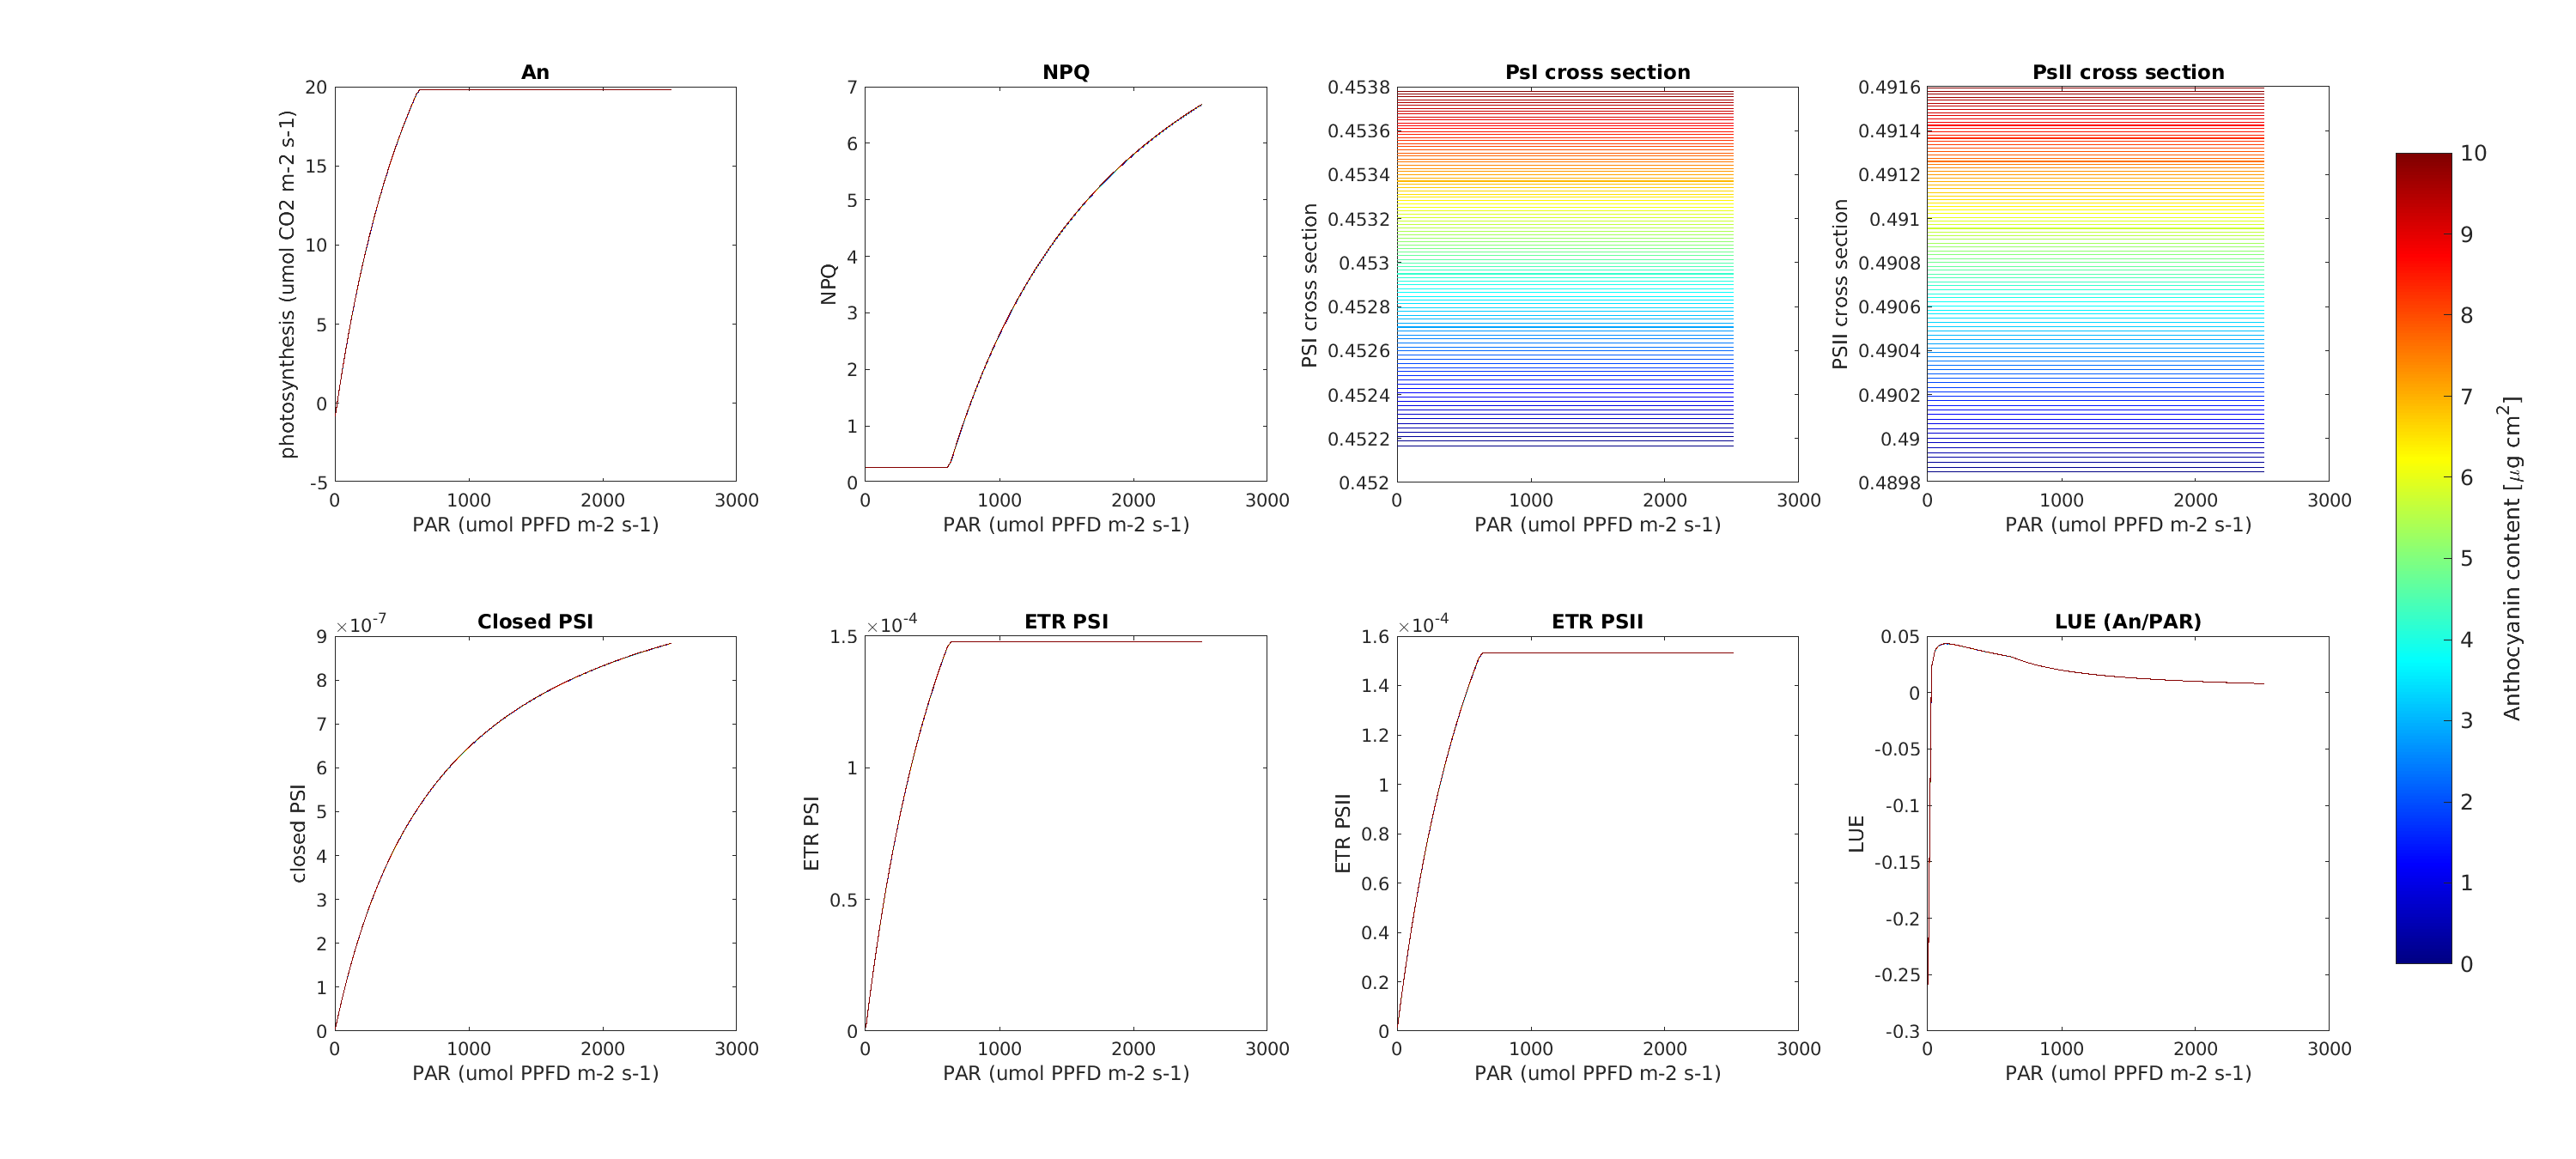 An
NPQ
PsI cross section
PsII cross section
20
15
10
5
0
-5
photosynthesis (umol CO2 m-2 s-1)
0 1000 2000 3000
PAR (umol PPFD m-2 s-1)
7
6
5
4
3
2
1
0
NPQ
0 1000 2000 3000
PAR (umol PPFD m-2 s-1)
0.4538
0.4536
0.4534
0.4532
0.453
0.4528
0.4526
0.4524
0.4522
0.452
PSI cross section
0 1000 2000 3000
PAR (umol PPFD m-2 s-1)
0.4916
0.4914
0.4912
0.491
0.4908
0.4906
0.4904
0.4902
0.49
0.4898
PSII cross section
0 1000 2000 3000
PAR (umol PPFD m-2 s-1)
Closed PSI
ETR PSI
ETR PSII
LUE (An/PAR)
×10-7
9
8
7
6
5
4
3
2
1
0
closed PSI
0 1000 2000 3000
PAR (umol PPFD m-2 s-1)
×10-4
1.5
1
0.5
0
ETR PSI
0 1000 2000 3000
PAR (umol PPFD m-2 s-1)
×10-4
1.6
1.4
1.2
1
0.8
0.6
0.4
0.2
0
ETR PSII
0 1000 2000 3000
PAR (umol PPFD m-2 s-1)
0.05
0
-0.05
-0.1
-0.15
-0.2
-0.25
-0.3
LUE
0 1000 2000 3000
PAR (umol PPFD m-2 s-1)
10
9
8
7
6
5
4
3
2
1
0
Anthocyanin content [μg cm2]